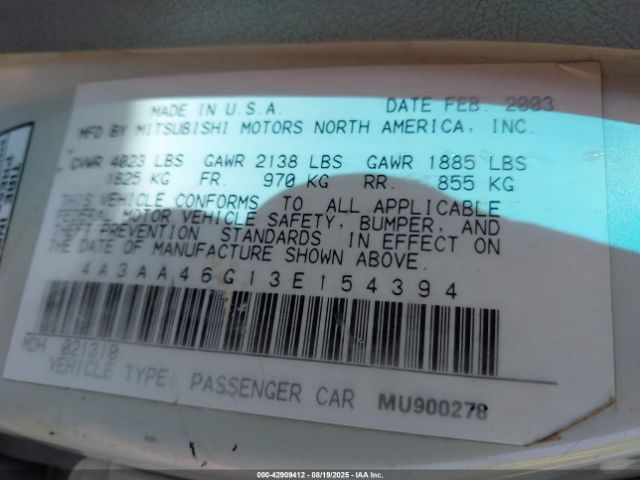 MADE IN U.S.A. DATE FEB. 2003
MFD BY MITSUBISHI MOTORS NORTH AMERICA, INC.
GVWR 4023 LBS GAWR 2138 LBS GAWR 1885 LBS
1825 KG FR. 970 KG RR. 855 KG
THIS VEHICLE CONFORMS TO ALL APPLICABLE
FEDERAL MOTOR VEHICLE SAFETY, BUMPER, AND
THEFT PREVENTION STANDARDS IN EFFECT ON
THE DATE OF MANUFACTURE SHOWN ABOVE.
4A3AA46G13E154394
MDH 021310
VEHICLE TYPE: PASSENGER CAR MU900278
000-42909412 - 08/19/2025 - IAA Inc.